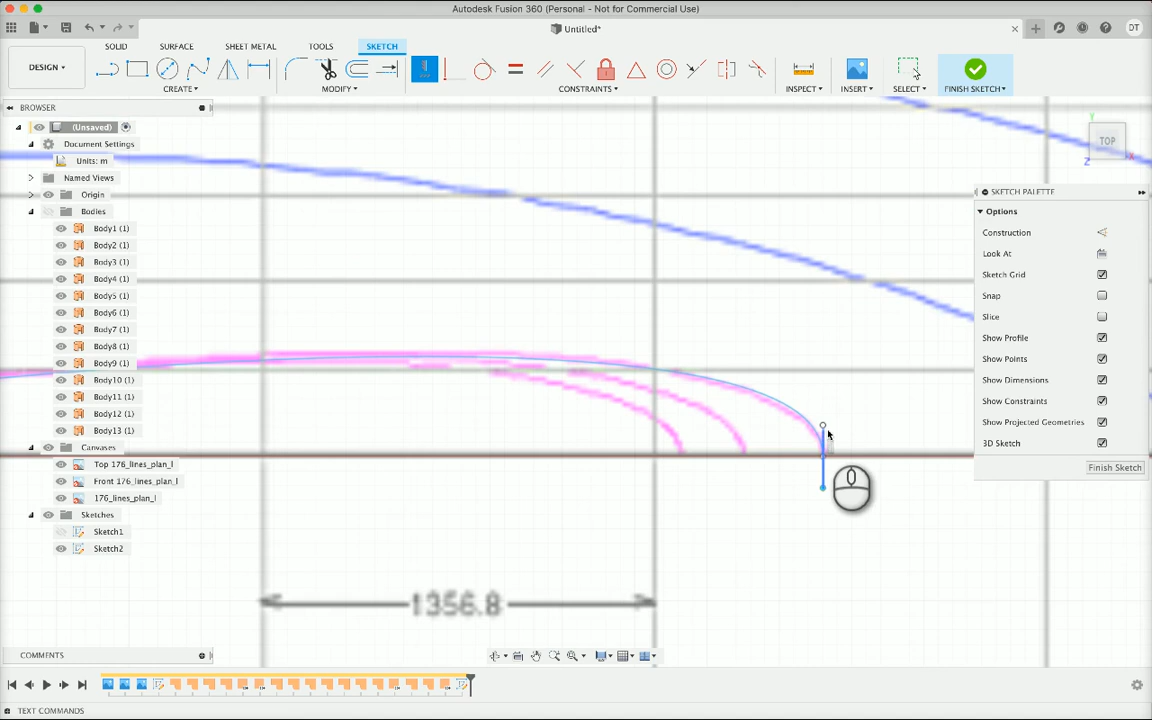 Autodesk Fusion 360 (Personal - Not for Commercial Use)
Untitled*
DT
DESIGN
SOLID SURFACE SHEET METAL TOOLS SKETCH
CREATE MODIFY CONSTRAINTS INSPECT INSERT SELECT FINISH SKETCH
BROWSER
(Unsaved)
Document Settings
Units: m
Named Views
Origin
Bodies
Body1 (1)
Body2 (1)
Body3 (1)
Body4 (1)
Body5 (1)
Body6 (1)
Body7 (1)
Body8 (1)
Body9 (1)
Body10 (1)
Body11 (1)
Body12 (1)
Body13 (1)
Canvases
Top 176_lines_plan_l
Front 176_lines_plan_l
176_lines_plan_l
Sketches
Sketch1
Sketch2
Y
TOP
X
Z
SKETCH PALETTE
Options
Construction
Look At
Sketch Grid
Snap
Slice
Show Profile
Show Points
Show Dimensions
Show Constraints
Show Projected Geometries
3D Sketch
Finish Sketch
1356.8
COMMENTS
TEXT COMMANDS